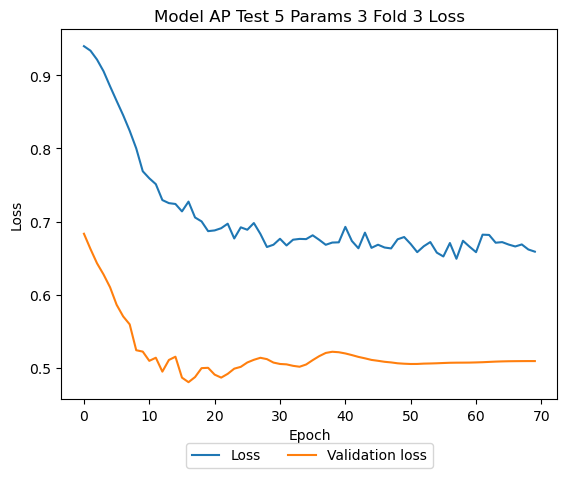 Model AP Test 5 Params 3 Fold 3 Loss
Loss
0.9
0.8
0.7
0.6
0.5
0 10 20 30 40 50 60 70
Epoch
Loss Validation loss